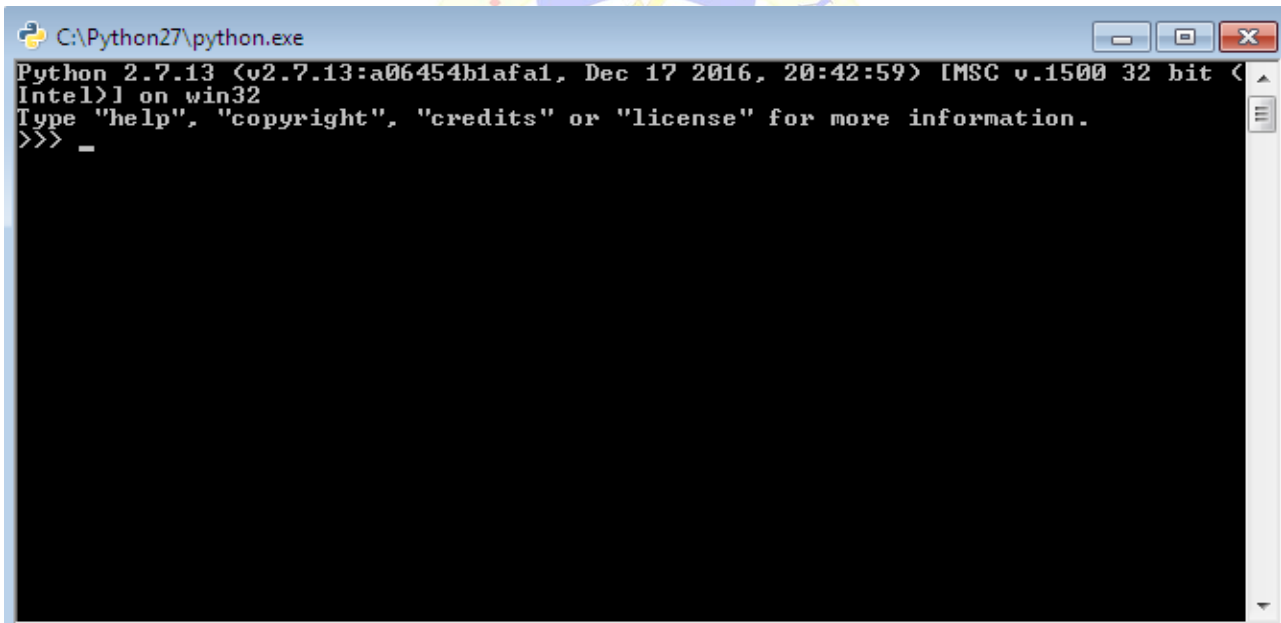 C:\Python27\python.exe
Python 2.7.13 (v2.7.13:a06454b1afa1, Dec 17 2016, 20:42:59) [MSC v.1500 32 bit (
Intel)] on win32
Type "help", "copyright", "credits" or "license" for more information.
>>> _